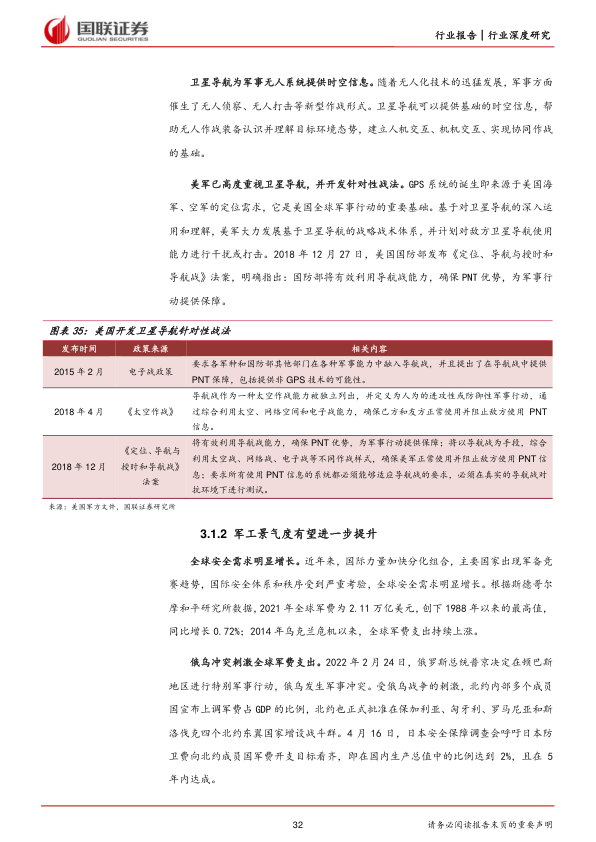 国联证券
GUOLIAN SECURITIES
行业报告│行业深度研究
卫星导航为军事无人系统提供时空信息。随着无人化技术的迅猛发展，军事方面
催生了无人侦察、无人打击等新型作战形式。卫星导航可以提供基础的时空信息，帮
助无人作战装备认识并理解目标环境态势，建立人机交互、机机交互、实现协同作战
的基础。
美军已高度重视卫星导航，并开发针对性战法。GPS 系统的诞生即来源于美国海
军、空军的定位需求，它是美国全球军事行动的重要基础。基于对卫星导航的深入运
用和理解，美军大力发展基于卫星导航的战略战术体系，并计划对敌方卫星导航使用
能力进行干扰或打击。2018 年 12 月 27 日，美国国防部发布《定位、导航与授时和
导航战》法案，明确指出：国防部将有效利用导航战能力，确保 PNT 优势，为军事行
动提供保障。
图表 35：美国开发卫星导航针对性战法
发布时间 政策来源 相关内容
2015 年 2 月 电子战政策 要求各军种和国防部其他部门在各种军事能力中融入导航战，并且提出了在导航战中提供
PNT 保障，包括提供非 GPS 技术的可能性。
2018 年 4 月 《太空作战》 导航战作为一种太空作战能力被独立列出，并定义为人为的进攻性或防御性军事行动，通
过综合利用太空、网络空间和电子战能力，确保己方和友方正常使用并阻止敌方使用 PNT
信息。
2018 年 12 月 《定位、导航与
授时和导航战》
法案 将有效利用导航战能力，确保 PNT 优势，为军事行动提供保障；将以导航战为手段，综合
利用太空战、网络战、电子战等不同作战样式，确保美军正常使用并阻止敌方使用 PNT 信
息；要求所有使用 PNT 信息的系统都必须能够适应导航战的要求，必须在真实的导航战对
抗环境下进行测试。
来源：美国军方文件，国联证券研究所
3.1.2 军工景气度有望进一步提升
全球安全需求明显增长。近年来，国际力量加快分化组合，主要国家出现军备竞
赛趋势，国际安全体系和秩序受到严重考验，全球安全需求明显增长。根据斯德哥尔
摩和平研究所数据，2021 年全球军费为 2.11 万亿美元，创下 1988 年以来的最高值，
同比增长 0.72%；2014 年乌克兰危机以来，全球军费支出持续上涨。
俄乌冲突刺激全球军费支出。2022 年 2 月 24 日，俄罗斯总统普京决定在顿巴斯
地区进行特别军事行动，俄乌发生军事冲突。受俄乌战争的刺激，北约内部多个成员
国宣布上调军费占 GDP 的比例，北约也正式批准在保加利亚、匈牙利、罗马尼亚和斯
洛伐克四个北约东翼国家增设战斗群。4 月 16 日，日本安全保障调查会呼吁日本防
卫费向北约成员国军费开支目标看齐，即在国内生产总值中的比例达到 2%，且在 5
年内达成。
32
请务必阅读报告末页的重要声明